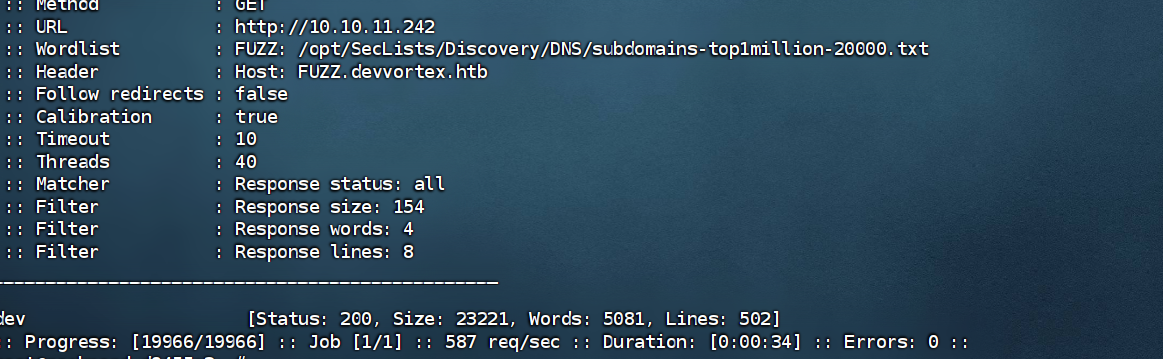 :: Method : GET
:: URL : http://10.10.11.242
:: Wordlist : FUZZ: /opt/SecLists/Discovery/DNS/subdomains-top1million-20000.txt
:: Header : Host: FUZZ.devvortex.htb
:: Follow redirects : false
:: Calibration : true
:: Timeout : 10
:: Threads : 40
:: Matcher : Response status: all
:: Filter : Response size: 154
:: Filter : Response words: 4
:: Filter : Response lines: 8
________________________________________________
dev [Status: 200, Size: 23221, Words: 5081, Lines: 502]
: Progress: [19966/19966] :: Job [1/1] :: 587 req/sec :: Duration: [0:00:34] :: Errors: 0 ::